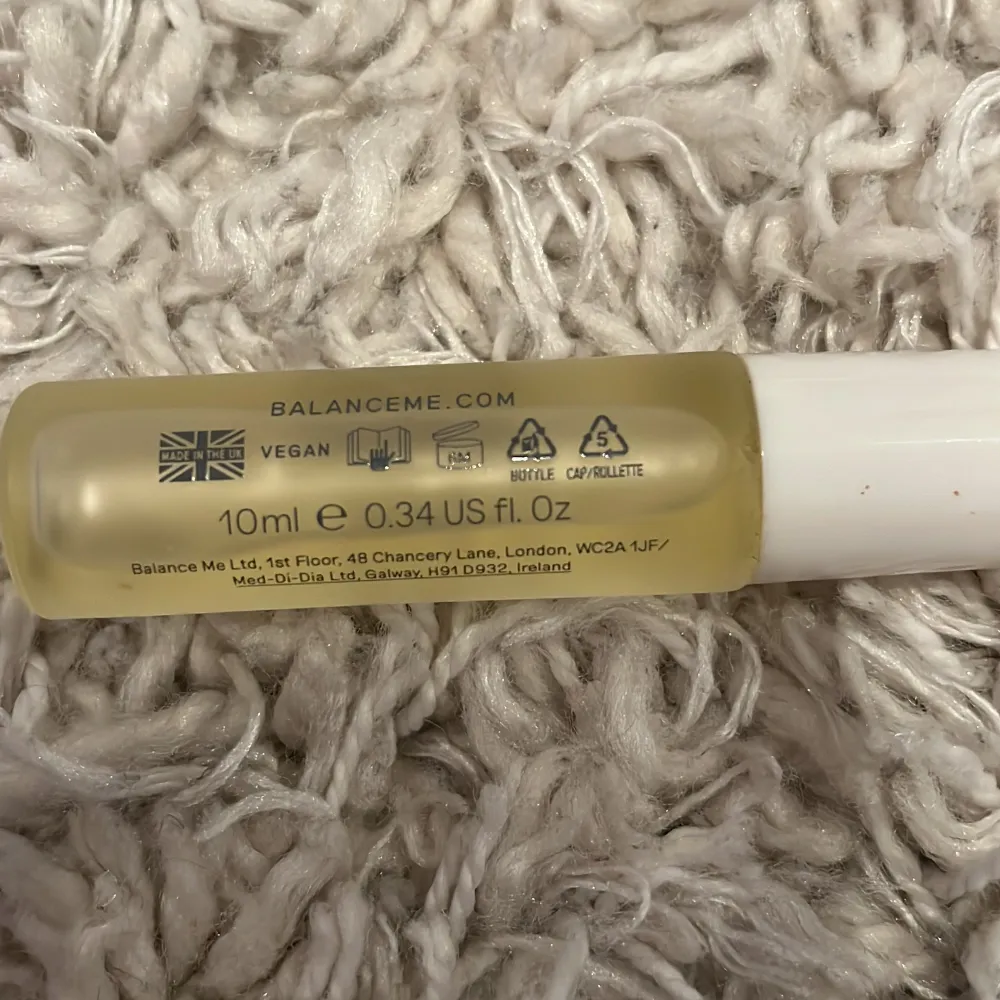 BALANCEME.COM
MADE IN THE UK VEGAN 5
BOTTLE CAP/ROLLETTE
10ml e 0.34 US fl. Oz
Balance Me Ltd, 1st Floor, 48 Chancery Lane, London, WC2A 1JF/
Med-Di-Dia Ltd, Galway, H91 D932, Ireland